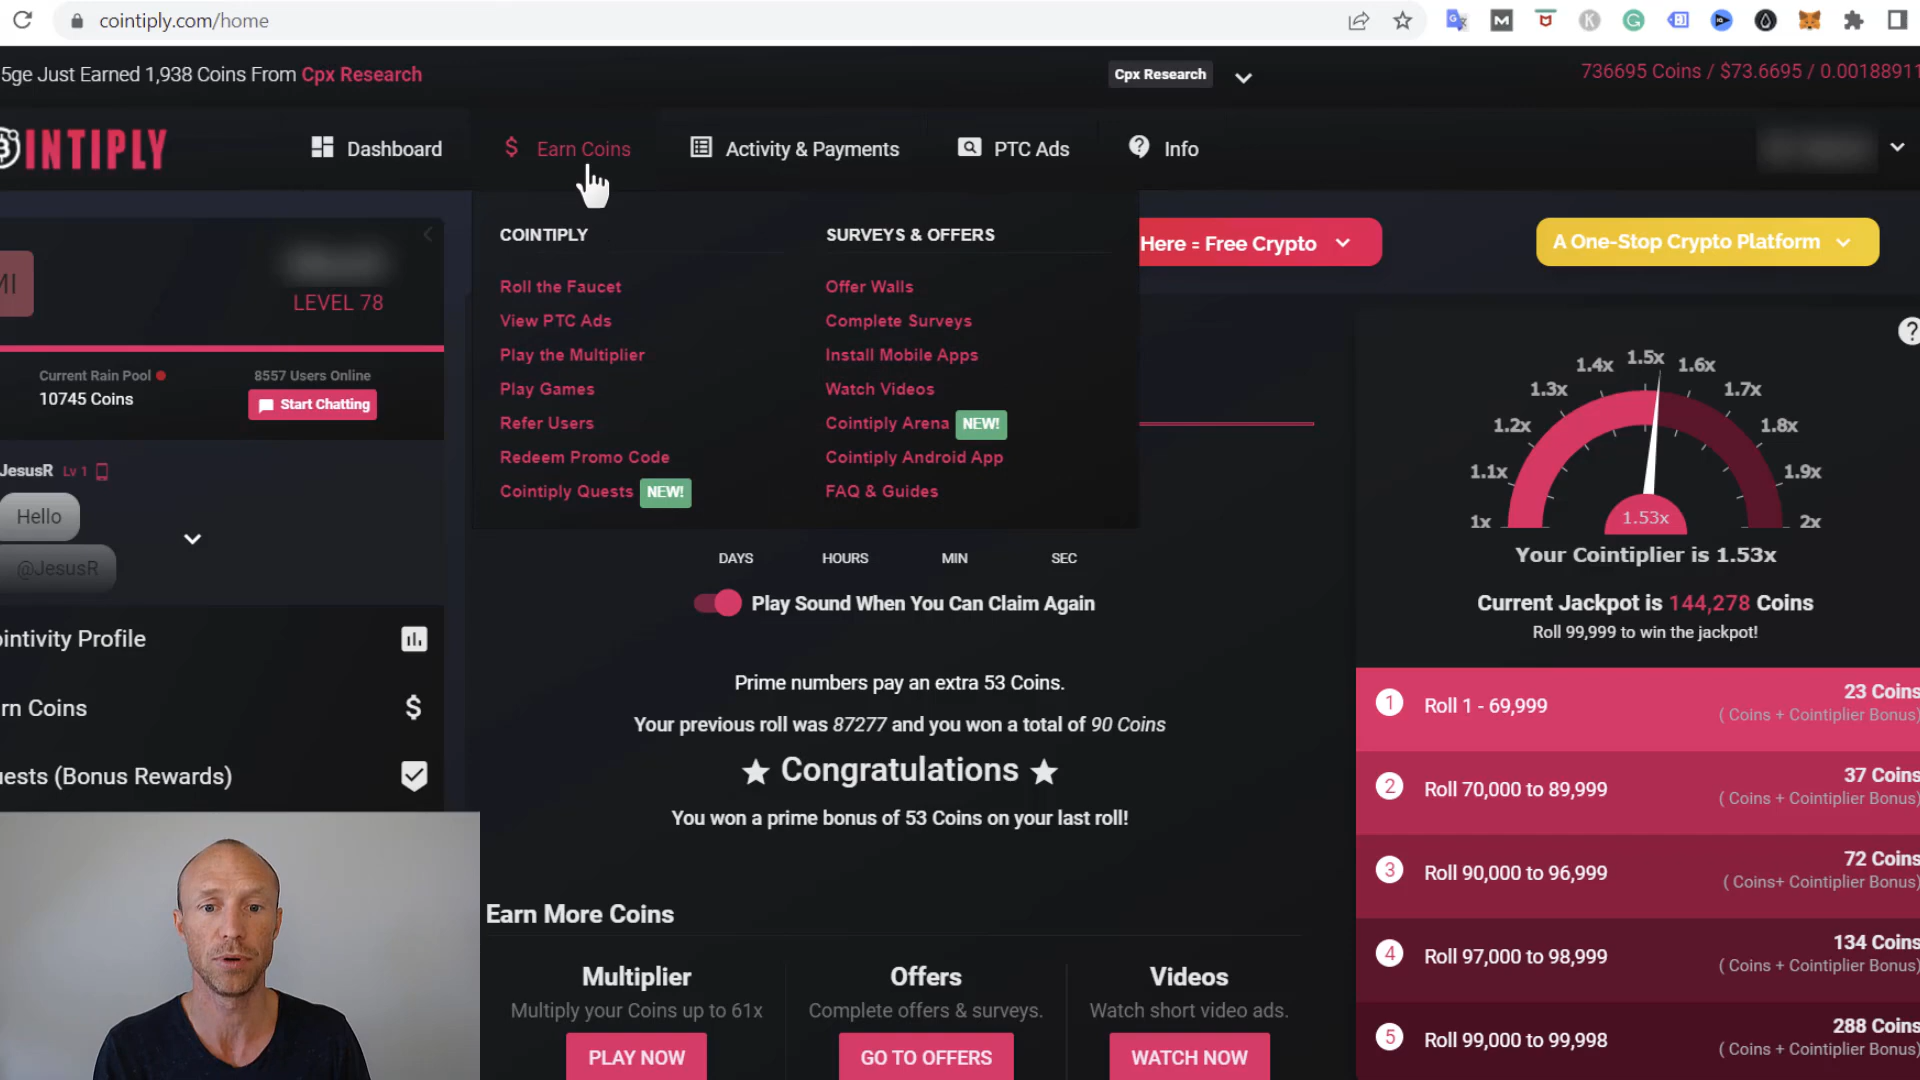 cointiply.com/home
5ge Just Earned 1,938 Coins From Cpx Research
Cpx Research
736695 Coins / $73.6695 / 0.00188911
INTIPLY
Dashboard
$ Earn Coins
Activity & Payments
PTC Ads
Info
COINTIPLY
Roll the Faucet
View PTC Ads
Play the Multiplier
Play Games
Refer Users
Redeem Promo Code
Cointiply Quests NEW!
SURVEYS & OFFERS
Offer Walls
Complete Surveys
Install Mobile Apps
Watch Videos
Cointiply Arena NEW!
Cointiply Android App
FAQ & Guides
Here = Free Crypto
A One-Stop Crypto Platform
MI
LEVEL 78
Current Rain Pool
10745 Coins
8557 Users Online
Start Chatting
JesusR Lv 1
Hello
@JesusR
ointivity Profile
rn Coins $
uests (Bonus Rewards)
DAYS HOURS MIN SEC
Play Sound When You Can Claim Again
Prime numbers pay an extra 53 Coins.
Your previous roll was 87277 and you won a total of 90 Coins
★ Congratulations ★
You won a prime bonus of 53 Coins on your last roll!
Earn More Coins
Multiplier
Multiply your Coins up to 61x
PLAY NOW
Offers
Complete offers & surveys.
GO TO OFFERS
Videos
Watch short video ads.
WATCH NOW
?
1x
1.1x
1.2x
1.3x
1.4x
1.5x
1.6x
1.7x
1.8x
1.9x
2x
1.53x
Your Cointiplier is 1.53x
Current Jackpot is 144,278 Coins
Roll 99,999 to win the jackpot!
1 Roll 1 - 69,999 23 Coins
( Coins + Cointiplier Bonus)
2 Roll 70,000 to 89,999 37 Coins
( Coins + Cointiplier Bonus)
3 Roll 90,000 to 96,999 72 Coins
( Coins+ Cointiplier Bonus)
4 Roll 97,000 to 98,999 134 Coins
( Coins + Cointiplier Bonus)
5 Roll 99,000 to 99,998 288 Coins
( Coins + Cointiplier Bonus)